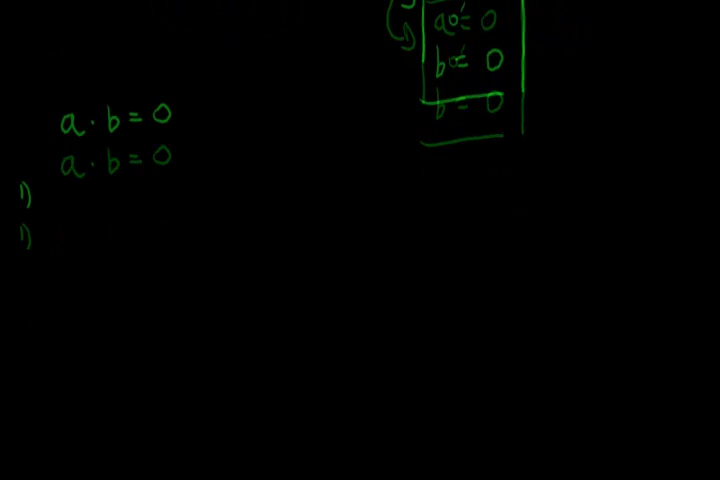 a = 0
b = 0
b = 0
a · b = 0
a · b = 0
1)
1)